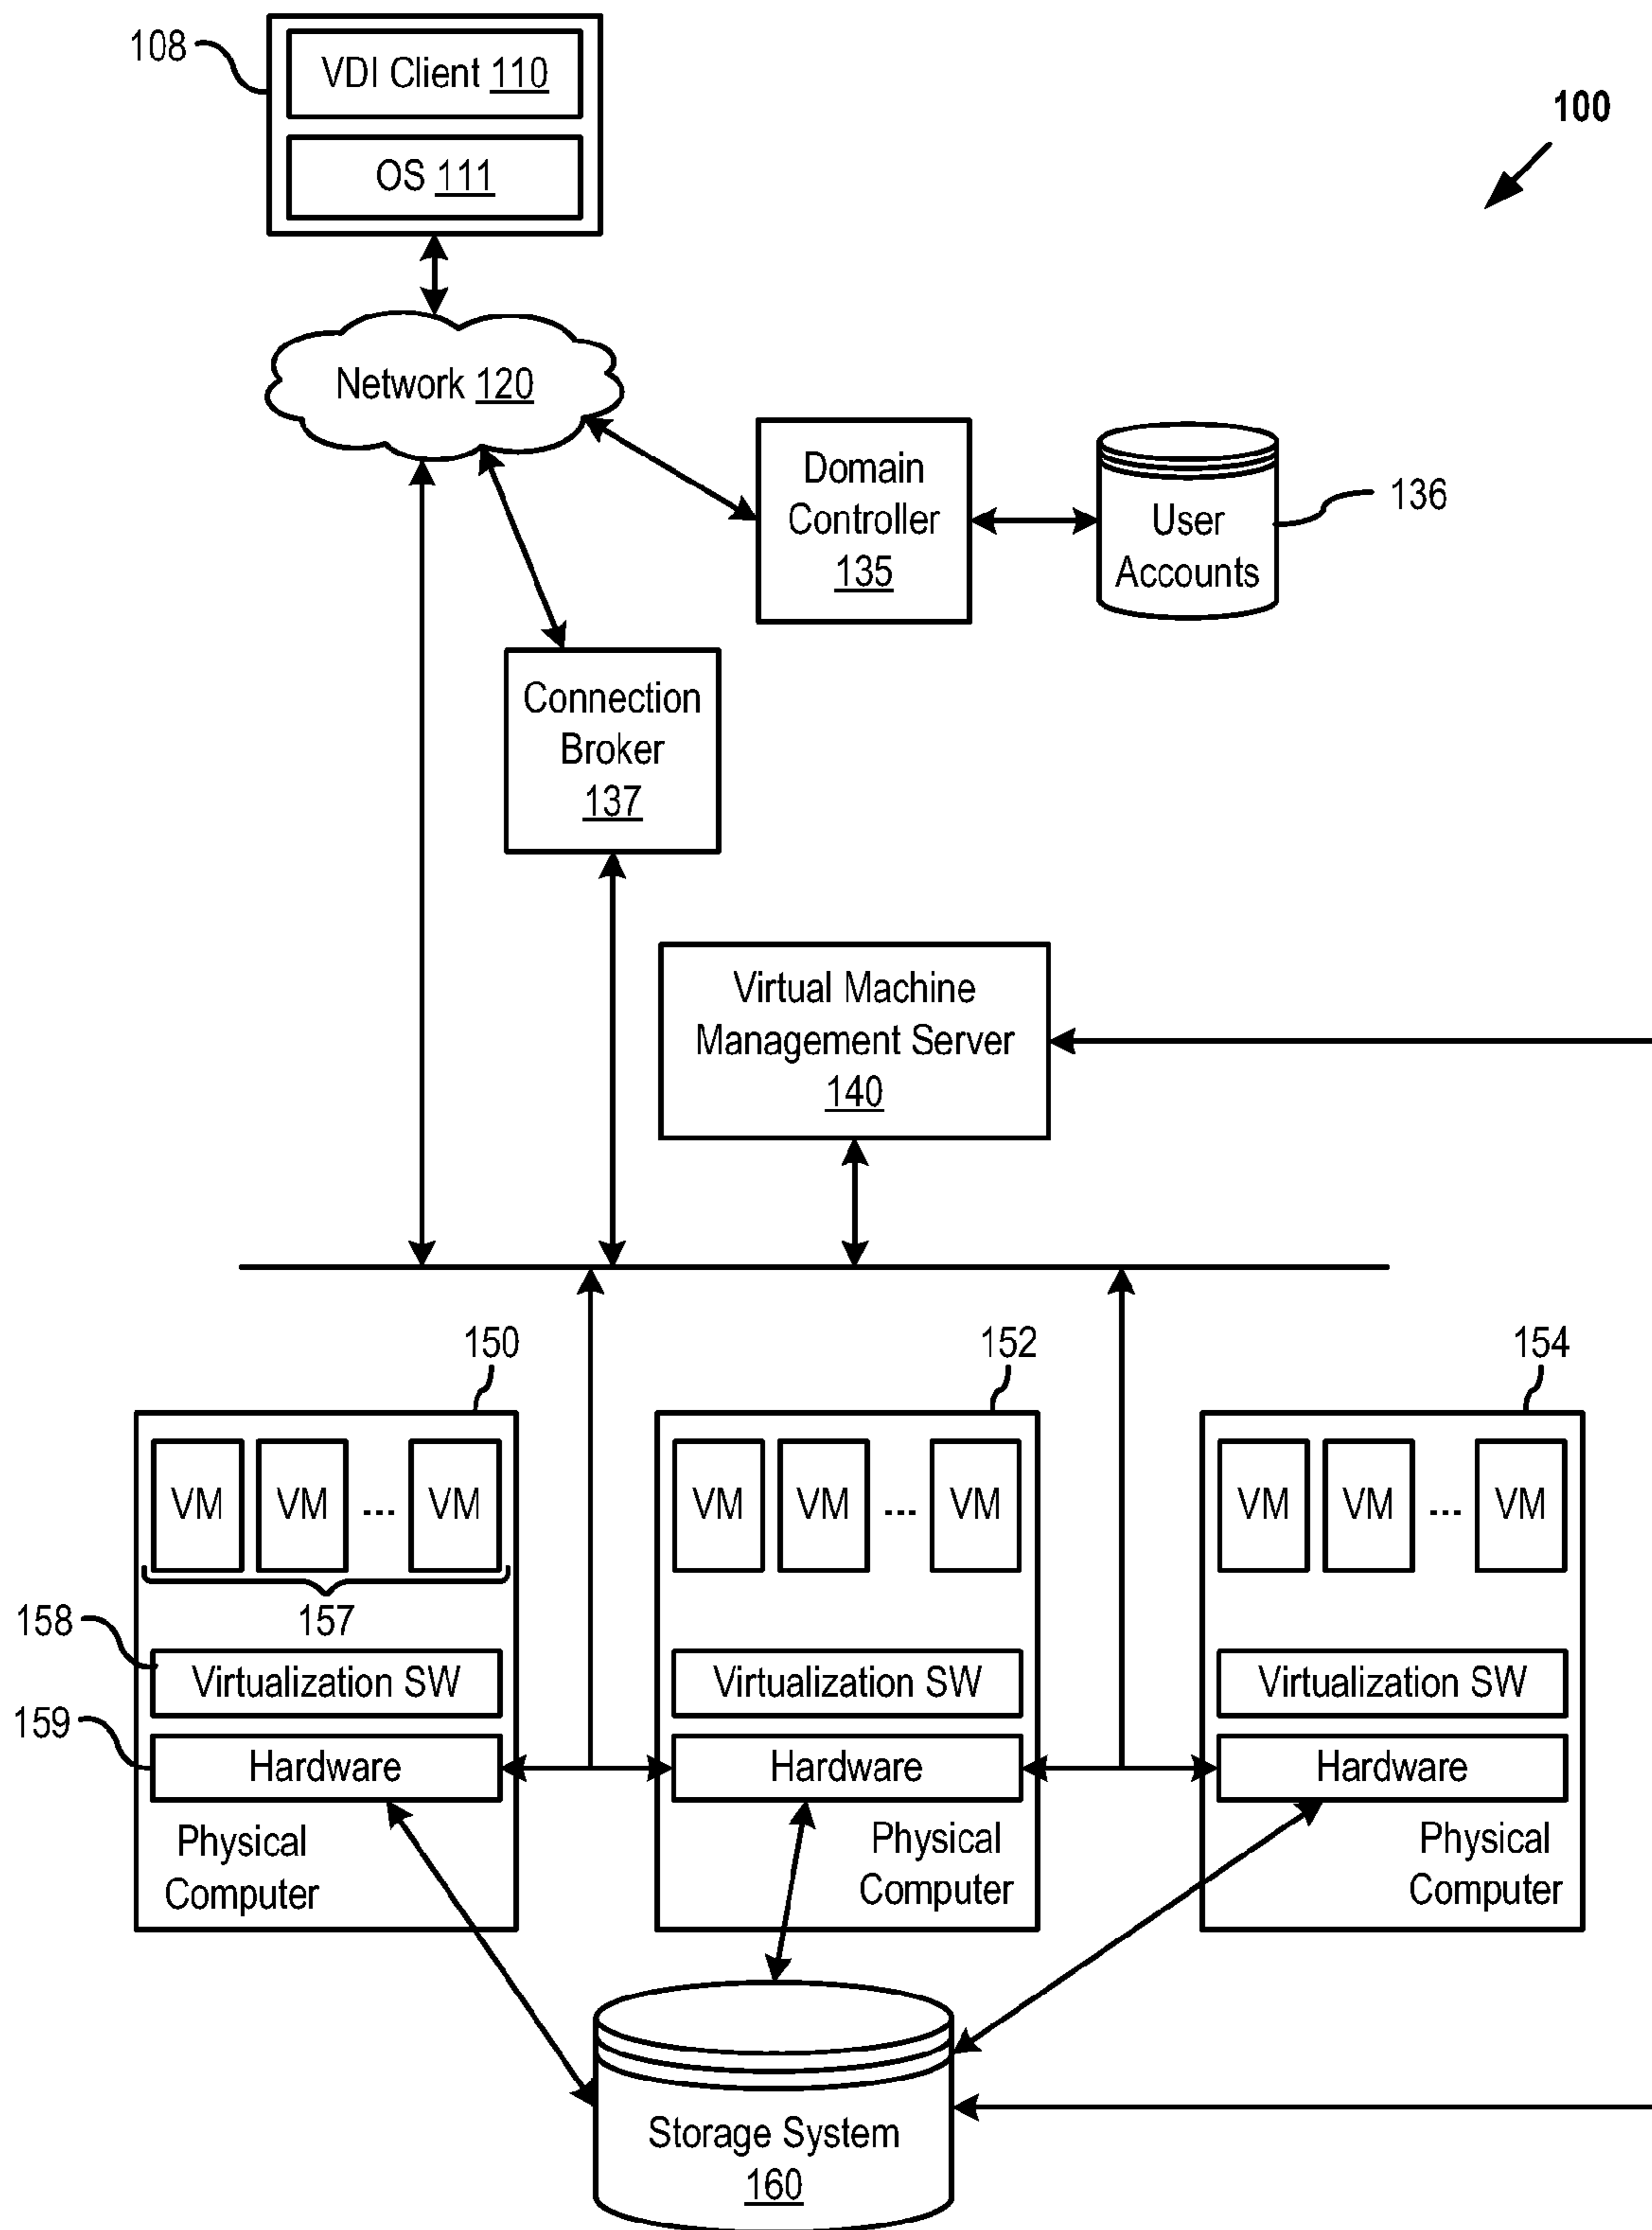 108
VDI Client 110
OS 111
100
Network 120
Domain
Controller
135
User
Accounts
136
Connection
Broker
137
Virtual Machine
Management Server
140
150
152
154
VM VM ... VM
VM VM ... VM
VM VM ... VM
157
158
Virtualization SW
Virtualization SW
Virtualization SW
159
Hardware
Hardware
Hardware
Physical
Computer
Physical
Computer
Physical
Computer
Storage System
160